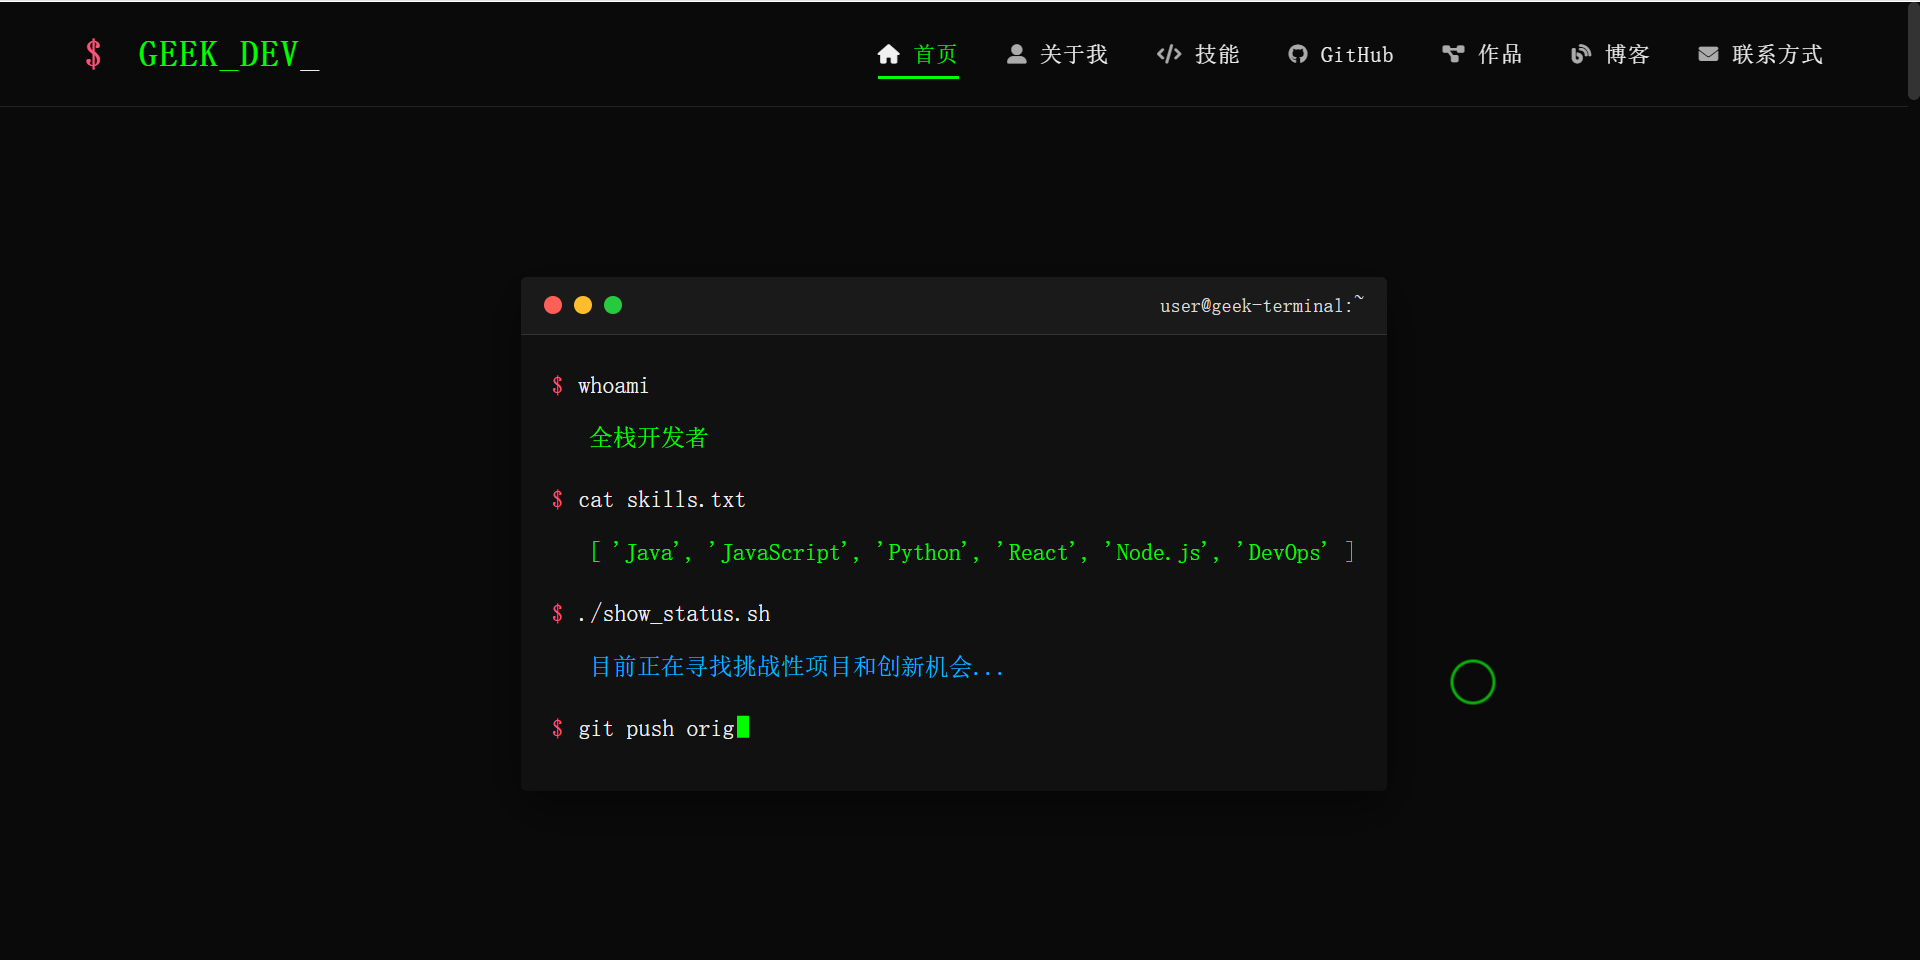 $ GEEK_DEV_
首页 关于我 技能 GitHub 作品 博客 联系方式
user@geek-terminal:~
$ whoami
全栈开发者
$ cat skills.txt
[ 'Java', 'JavaScript', 'Python', 'React', 'Node.js', 'DevOps' ]
$ ./show_status.sh
目前正在寻找挑战性项目和创新机会...
$ git push orig